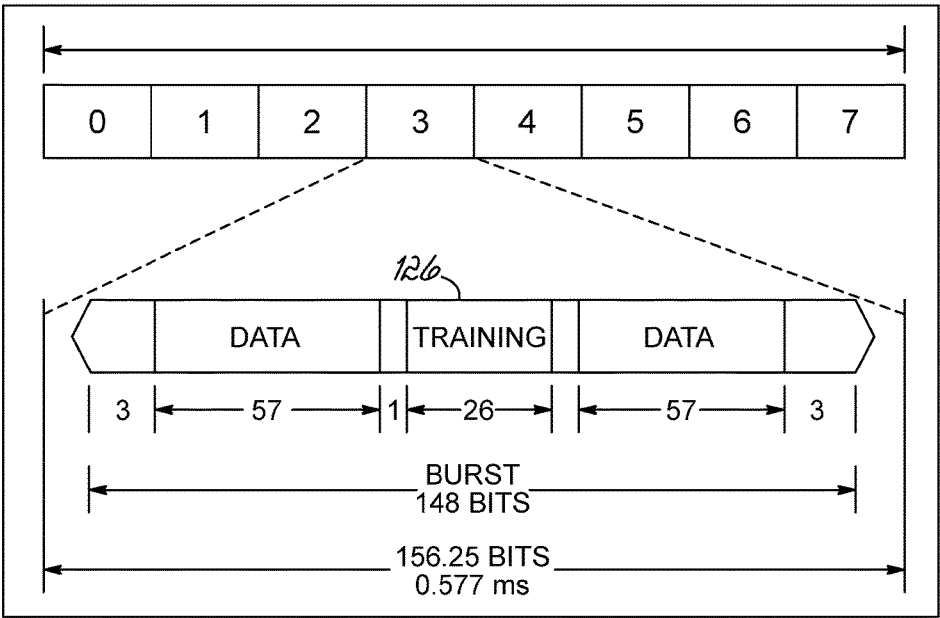 0 1 2 3 4 5 6 7
126
DATA TRAINING DATA
3 57 1 26 57 3
BURST
148 BITS
156.25 BITS
0.577 ms